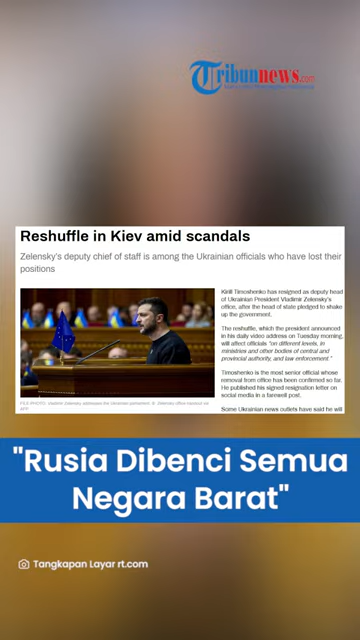 Tribunnews.com
Reshuffle in Kiev amid scandals
Zelensky's deputy chief of staff is among the Ukrainian officials who have lost their
positions
Kirill Timoshenko has resigned as deputy head
of Ukrainian President Vladimir Zelensky's
office, after the head of state pledged to shake
up the government.
The reshuffle, which the president announced
in his daily video address on Tuesday morning,
will affect officials "on different levels, in
ministries and other bodies of central and
provincial authority, and law enforcement."
Timoshenko is the most senior official whose
removal from office has been confirmed so far.
He published his signed resignation letter on
social media in a farewell post.
Some Ukrainian news outlets have said he will
"Rusia Dibenci Semua
Negara Barat"
Tangkapan Layar rt.com